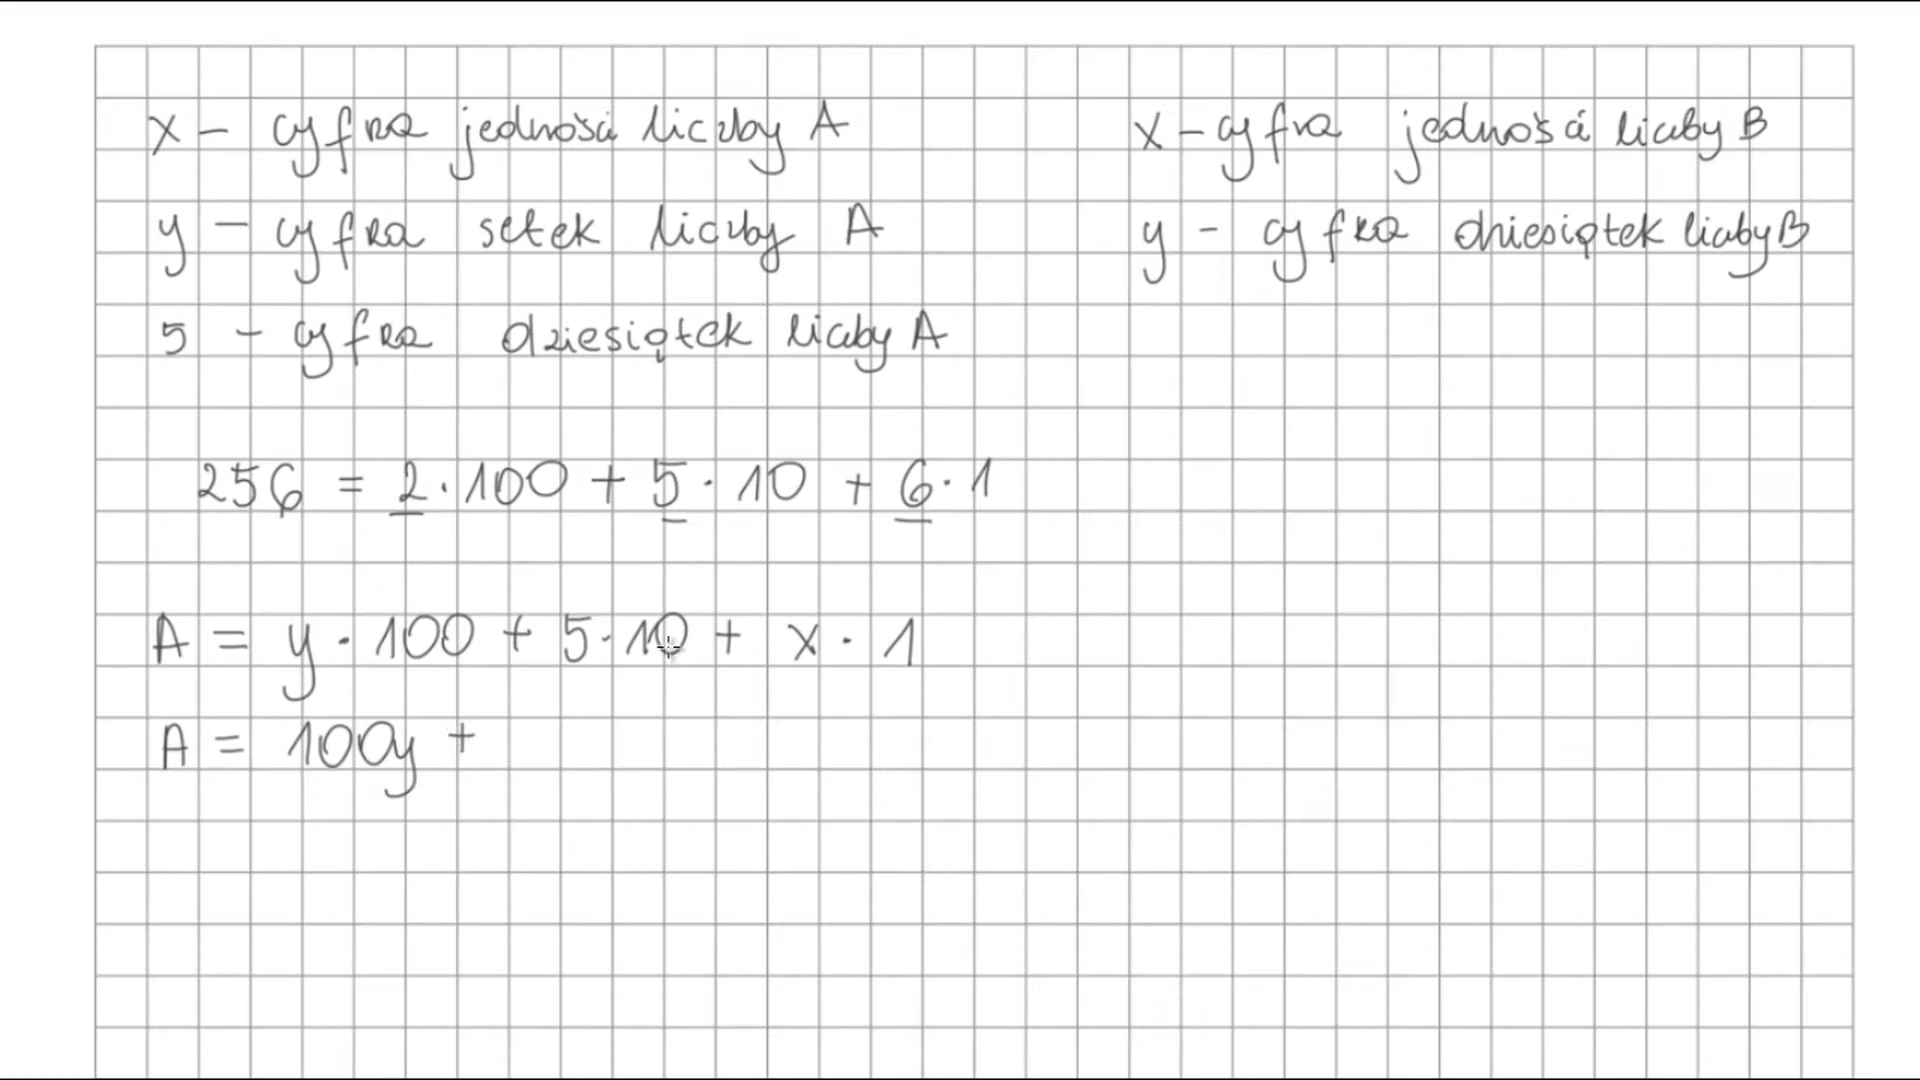 x - cyfra jedności liczby A
y - cyfra setek liczby A
5 - cyfra dziesiątek liczby A
x - cyfra jedności liczby B
y - cyfra dziesiątek liczby B
256 = 2·100 + 5·10 + 6·1
A = y·100 + 5·10 + x·1
A = 100y +